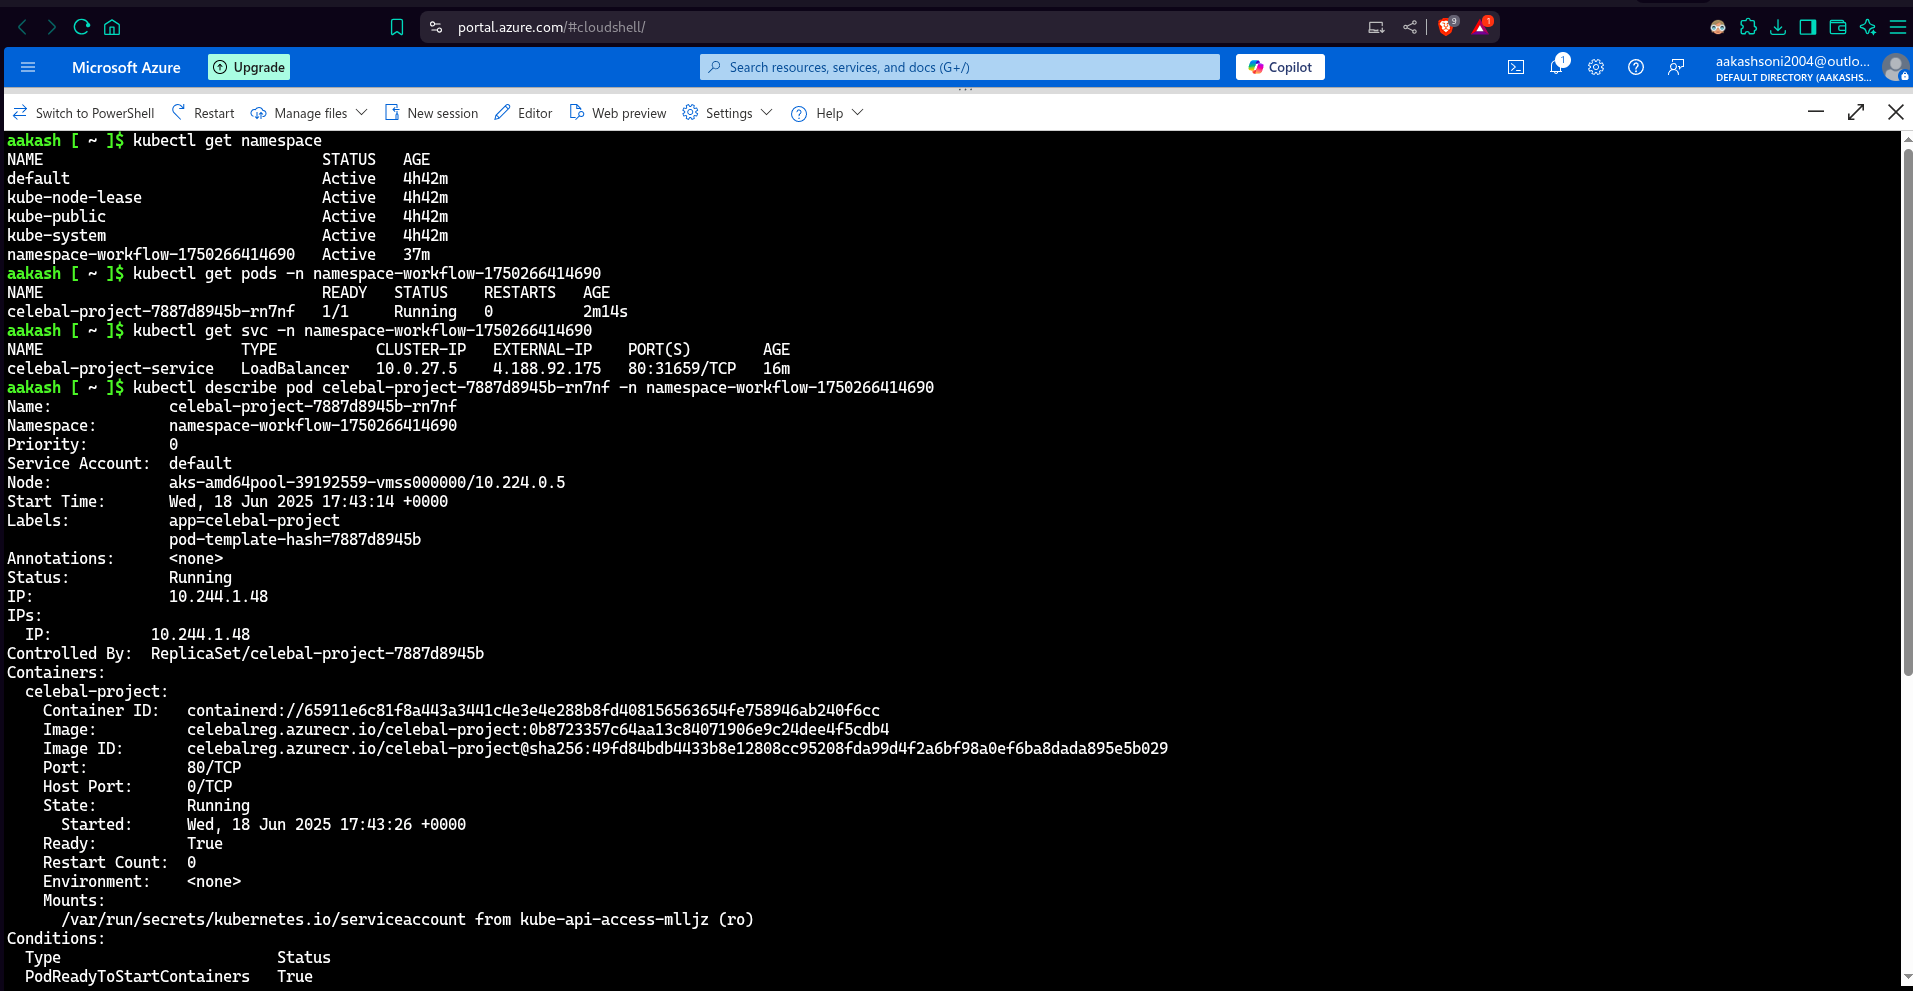 portal.azure.com/#cloudshell/
9
1
Microsoft Azure
Upgrade
Search resources, services, and docs (G+/)
Copilot
1
aakashsoni2004@outlo...
DEFAULT DIRECTORY (AAKASHS...
Switch to PowerShell Restart Manage files New session Editor Web preview Settings Help
aakash [ ~ ]$ kubectl get namespace
NAME STATUS AGE
default Active 4h42m
kube-node-lease Active 4h42m
kube-public Active 4h42m
kube-system Active 4h42m
namespace-workflow-1750266414690 Active 37m
aakash [ ~ ]$ kubectl get pods -n namespace-workflow-1750266414690
NAME READY STATUS RESTARTS AGE
celebal-project-7887d8945b-rn7nf 1/1 Running 0 2m14s
aakash [ ~ ]$ kubectl get svc -n namespace-workflow-1750266414690
NAME TYPE CLUSTER-IP EXTERNAL-IP PORT(S) AGE
celebal-project-service LoadBalancer 10.0.27.5 4.188.92.175 80:31659/TCP 16m
aakash [ ~ ]$ kubectl describe pod celebal-project-7887d8945b-rn7nf -n namespace-workflow-1750266414690
Name: celebal-project-7887d8945b-rn7nf
Namespace: namespace-workflow-1750266414690
Priority: 0
Service Account: default
Node: aks-amd64pool-39192559-vmss000000/10.224.0.5
Start Time: Wed, 18 Jun 2025 17:43:14 +0000
Labels: app=celebal-project
pod-template-hash=7887d8945b
Annotations: <none>
Status: Running
IP: 10.244.1.48
IPs:
IP: 10.244.1.48
Controlled By: ReplicaSet/celebal-project-7887d8945b
Containers:
celebal-project:
Container ID: containerd://65911e6c81f8a443a3441c4e3e4e288b8fd408156563654fe758946ab240f6cc
Image: celebalreg.azurecr.io/celebal-project:0b8723357c64aa13c84071906e9c24dee4f5cdb4
Image ID: celebalreg.azurecr.io/celebal-project@sha256:49fd84bdb4433b8e12808cc95208fda99d4f2a6bf98a0ef6ba8dada895e5b029
Port: 80/TCP
Host Port: 0/TCP
State: Running
Started: Wed, 18 Jun 2025 17:43:26 +0000
Ready: True
Restart Count: 0
Environment: <none>
Mounts:
/var/run/secrets/kubernetes.io/serviceaccount from kube-api-access-mlljz (ro)
Conditions:
Type Status
PodReadyToStartContainers True